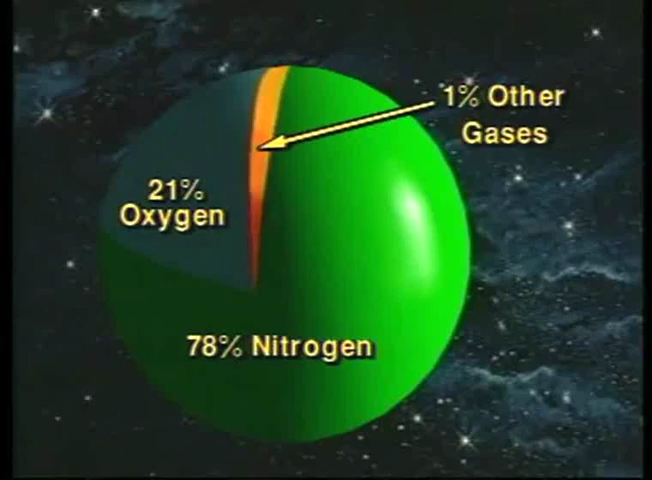 1% Other
Gases
21%
Oxygen
78% Nitrogen